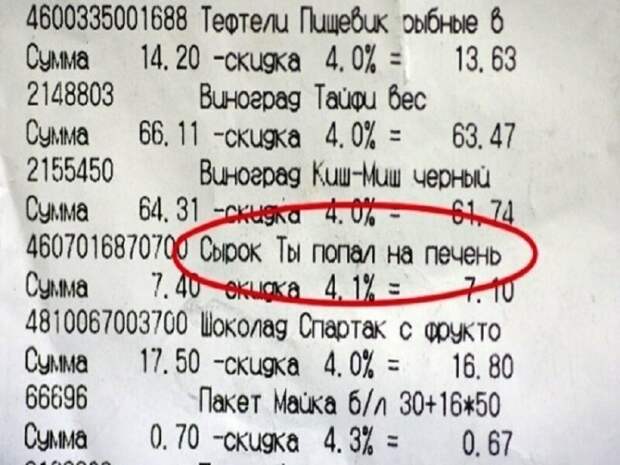 4600335001688 Тефтели Пищевик рыбные в
Сумма 14.20 -скидка 4.0% = 13.63
2148803 Виноград Тайфи вес
Сумма 66.11 -скидка 4.0% = 63.47
2155450 Виноград Киш-Миш черный
Сумма 64.31 -скидка 4.0% = 61.74
4607016870700 Сырок Ты попал на печень
Сумма 7.40 -скидка 4.1% = 7.10
4810067003700 Шоколад Спартак с фрукто
Сумма 17.50 -скидка 4.0% = 16.80
66696 Пакет Майка б/л 30+16*50
Сумма 0.70 -скидка 4.3% = 0.67